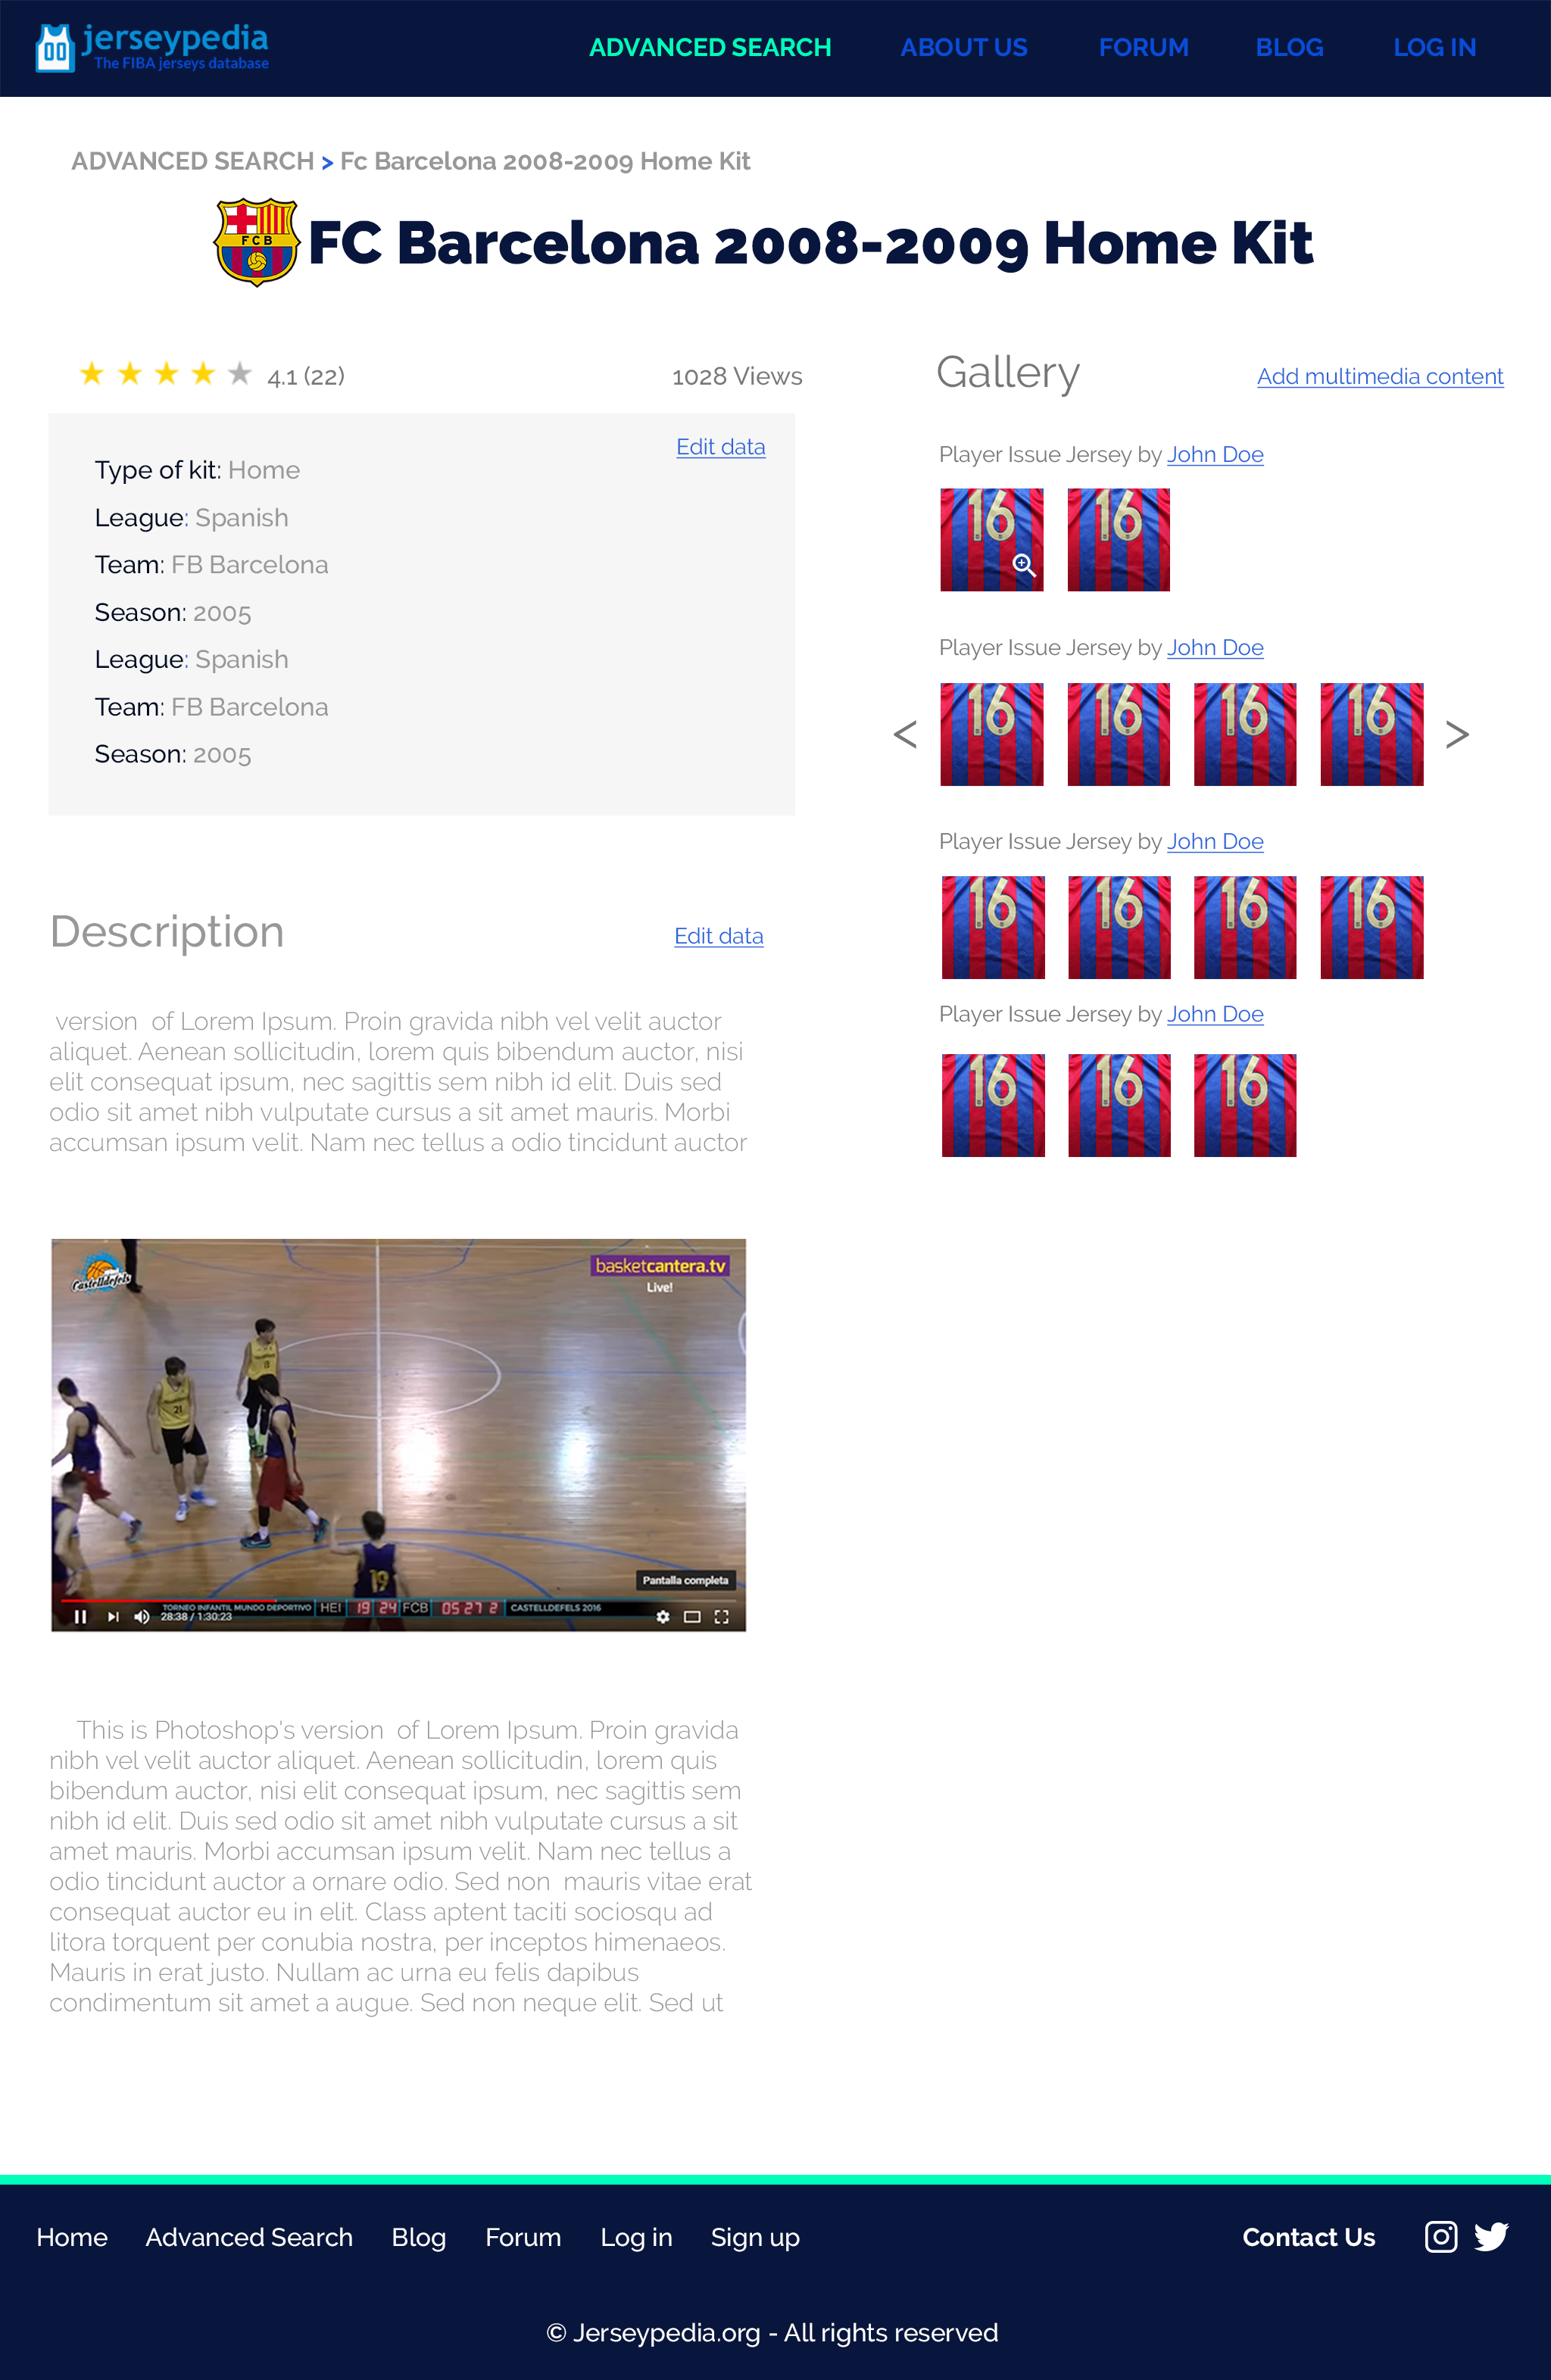 00 jerseypedia
The FIBA jerseys database
ADVANCED SEARCH ABOUT US FORUM BLOG LOG IN
ADVANCED SEARCH > Fc Barcelona 2008-2009 Home Kit
FCB
FC Barcelona 2008-2009 Home Kit
4.1 (22) 1028 Views
Edit data
Type of kit: Home
League: Spanish
Team: FB Barcelona
Season: 2005
League: Spanish
Team: FB Barcelona
Season: 2005
Description Edit data
version of Lorem Ipsum. Proin gravida nibh vel velit auctor
aliquet. Aenean sollicitudin, lorem quis bibendum auctor, nisi
elit consequat ipsum, nec sagittis sem nibh id elit. Duis sed
odio sit amet nibh vulputate cursus a sit amet mauris. Morbi
accumsan ipsum velit. Nam nec tellus a odio tincidunt auctor
Castelldefels
basketcantera.tv
Live!
21
19
Pantalla completa
TORNEO INFANTIL MUNDO DEPORTIVO HEI 19 24 FCB 05 27 2 CASTELLDEFELS 2016
28:38 / 1:30:23
This is Photoshop's version of Lorem Ipsum. Proin gravida
nibh vel velit auctor aliquet. Aenean sollicitudin, lorem quis
bibendum auctor, nisi elit consequat ipsum, nec sagittis sem
nibh id elit. Duis sed odio sit amet nibh vulputate cursus a sit
amet mauris. Morbi accumsan ipsum velit. Nam nec tellus a
odio tincidunt auctor a ornare odio. Sed non mauris vitae erat
consequat auctor eu in elit. Class aptent taciti sociosqu ad
litora torquent per conubia nostra, per inceptos himenaeos.
Mauris in erat justo. Nullam ac urna eu felis dapibus
condimentum sit amet a augue. Sed non neque elit. Sed ut
Gallery Add multimedia content
Player Issue Jersey by John Doe
16 16
Player Issue Jersey by John Doe
< 16 16 16 16 >
Player Issue Jersey by John Doe
16 16 16 16
Player Issue Jersey by John Doe
16 16 16
Home Advanced Search Blog Forum Log in Sign up Contact Us
© Jerseypedia.org - All rights reserved